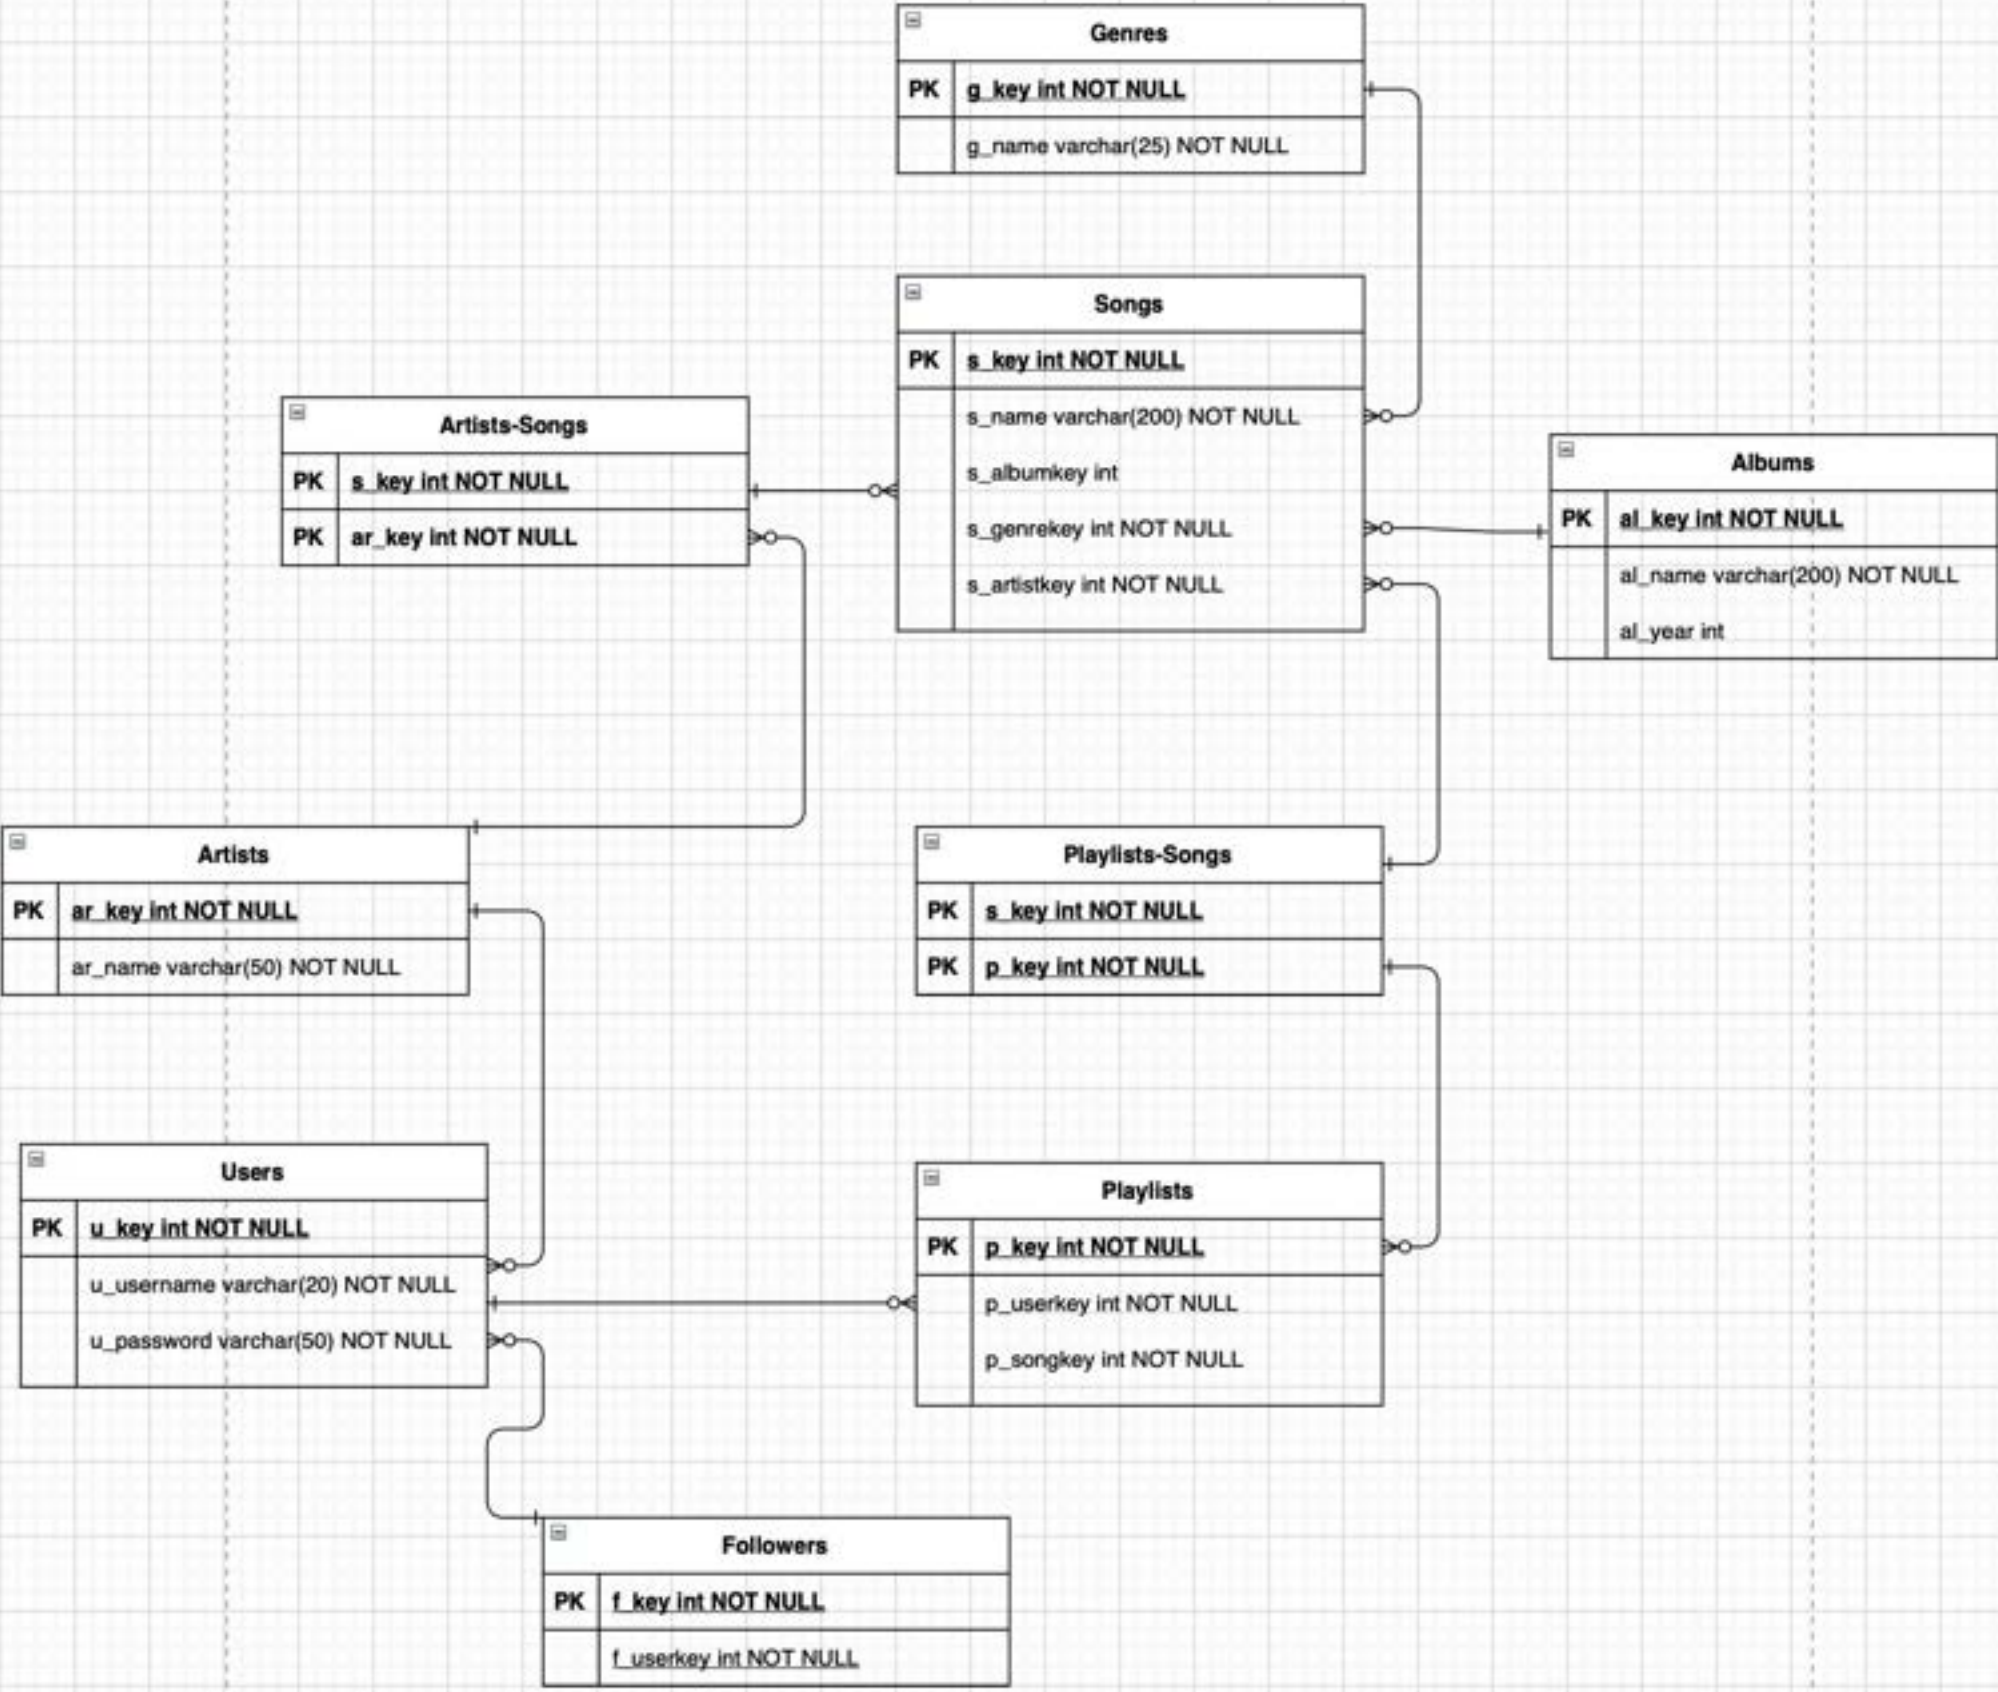 Genres
PK g_key int NOT NULL
g_name varchar(25) NOT NULL
Songs
PK s_key int NOT NULL
s_name varchar(200) NOT NULL
s_albumkey int
s_genrekey int NOT NULL
s_artistkey int NOT NULL
Artists-Songs
PK s_key int NOT NULL
PK ar_key int NOT NULL
Albums
PK al_key int NOT NULL
al_name varchar(200) NOT NULL
al_year int
Artists
PK ar_key int NOT NULL
ar_name varchar(50) NOT NULL
Playlists-Songs
PK s_key int NOT NULL
PK p_key int NOT NULL
Users
PK u_key int NOT NULL
u_username varchar(20) NOT NULL
u_password varchar(50) NOT NULL
Playlists
PK p_key int NOT NULL
p_userkey int NOT NULL
p_songkey int NOT NULL
Followers
PK f_key int NOT NULL
f_userkey int NOT NULL